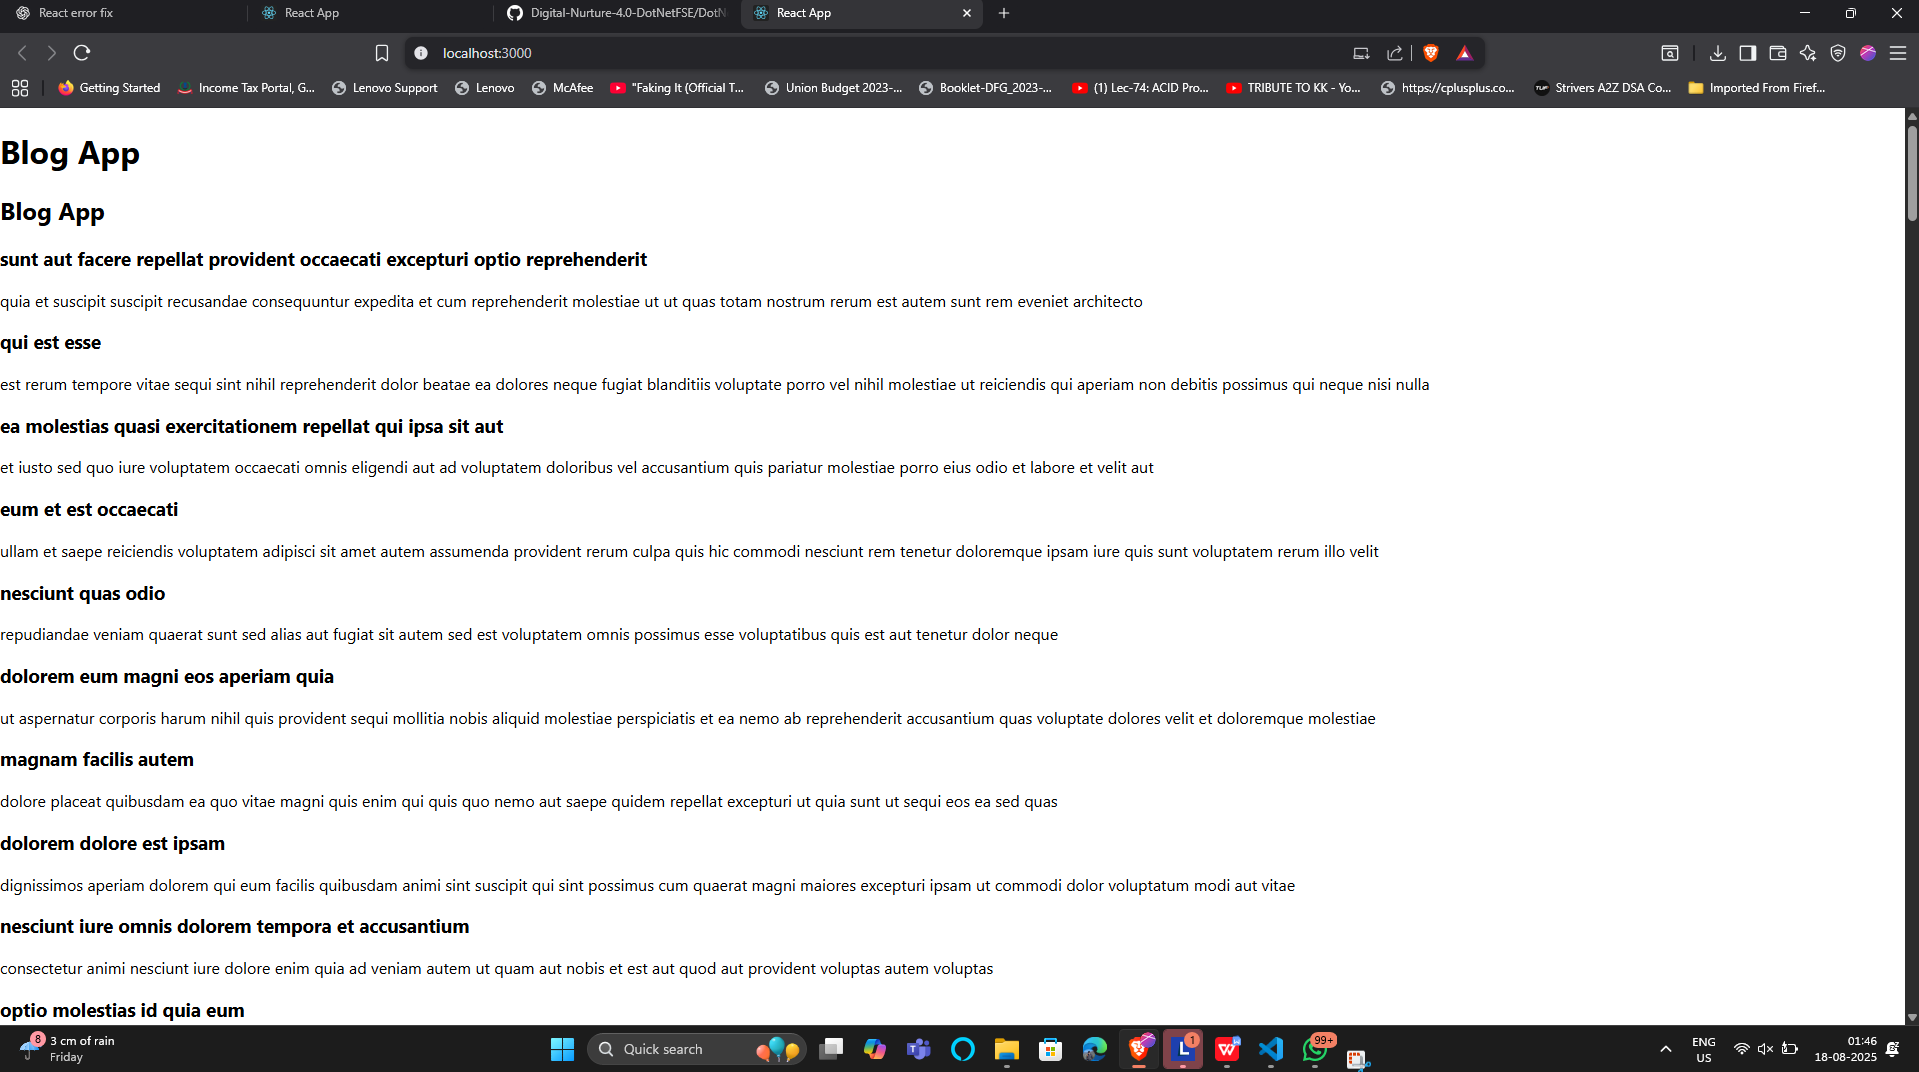 React error fix
React App
Digital-Nurture-4.0-DotNetFSE/DotN
React App
localhost:3000
Getting Started
Income Tax Portal, G...
Lenovo Support
Lenovo
McAfee
"Faking It (Official T...
Union Budget 2023-...
Booklet-DFG_2023-...
(1) Lec-74: ACID Pro...
TRIBUTE TO KK - Yo...
https://cplusplus.co...
Strivers A2Z DSA Co...
Imported From Firef...
Blog App
Blog App
sunt aut facere repellat provident occaecati excepturi optio reprehenderit
quia et suscipit suscipit recusandae consequuntur expedita et cum reprehenderit molestiae ut ut quas totam nostrum rerum est autem sunt rem eveniet architecto
qui est esse
est rerum tempore vitae sequi sint nihil reprehenderit dolor beatae ea dolores neque fugiat blanditiis voluptate porro vel nihil molestiae ut reiciendis qui aperiam non debitis possimus qui neque nisi nulla
ea molestias quasi exercitationem repellat qui ipsa sit aut
et iusto sed quo iure voluptatem occaecati omnis eligendi aut ad voluptatem doloribus vel accusantium quis pariatur molestiae porro eius odio et labore et velit aut
eum et est occaecati
ullam et saepe reiciendis voluptatem adipisci sit amet autem assumenda provident rerum culpa quis hic commodi nesciunt rem tenetur doloremque ipsam iure quis sunt voluptatem rerum illo velit
nesciunt quas odio
repudiandae veniam quaerat sunt sed alias aut fugiat sit autem sed est voluptatem omnis possimus esse voluptatibus quis est aut tenetur dolor neque
dolorem eum magni eos aperiam quia
ut aspernatur corporis harum nihil quis provident sequi mollitia nobis aliquid molestiae perspiciatis et ea nemo ab reprehenderit accusantium quas voluptate dolores velit et doloremque molestiae
magnam facilis autem
dolore placeat quibusdam ea quo vitae magni quis enim qui quis quo nemo aut saepe quidem repellat excepturi ut quia sunt ut sequi eos ea sed quas
dolorem dolore est ipsam
dignissimos aperiam dolorem qui eum facilis quibusdam animi sint suscipit qui sint possimus cum quaerat magni maiores excepturi ipsam ut commodi dolor voluptatum modi aut vitae
nesciunt iure omnis dolorem tempora et accusantium
consectetur animi nesciunt iure dolore enim quia ad veniam autem ut quam aut nobis et est aut quod aut provident voluptas autem voluptas
optio molestias id quia eum
8
3 cm of rain
Friday
Quick search
L
1
W
99+
ENG
US
01:46
18-08-2025